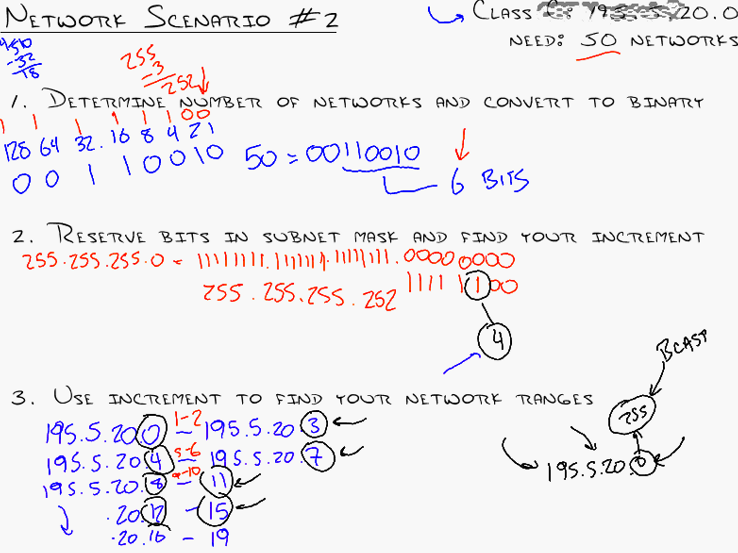 NETWORK SCENARIO #2
CLASS C: 195.5.20.0
NEED: 50 NETWORKS
50
-32
18
255
-3
252
1. DETERMINE NUMBER OF NETWORKS AND CONVERT TO BINARY
1 1 1 1 1 1 0 0
128 64 32 16 8 4 2 1
0 0 1 1 0 0 1 0
50 = 00110010
6 BITS
2. RESERVE BITS IN SUBNET MASK AND FIND YOUR INCREMENT
255.255.255.0 = 11111111.11111111.11111111.00000000
255.255.255.252 11111100
4
3. USE INCREMENT TO FIND YOUR NETWORK RANGES
195.5.20.0 1-2 – 195.5.20.3
195.5.20.4 5-6 – 195.5.20.7
195.5.20.8 9-10 – 11
.20.12 – 15
.20.16 – 19
BCAST
255
195.5.20.0